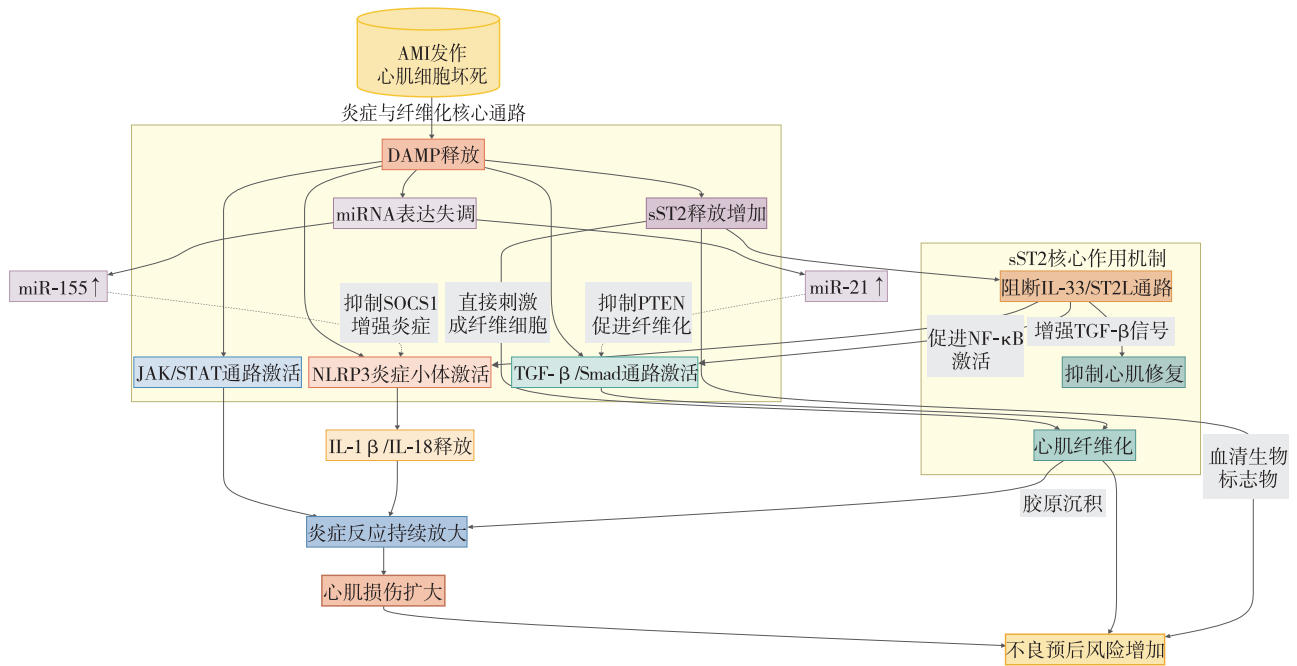 AMI发作
心肌细胞坏死
炎症与纤维化核心通路
DAMP释放
miRNA表达失调
sST2释放增加
sST2核心作用机制
miR-155↑
抑制SOCS1
增强炎症
直接刺激
成纤维细胞
抑制PTEN
促进纤维化
miR-21↑
阻断IL-33/ST2L通路
促进NF-κB
激活
增强TGF-β信号
JAK/STAT通路激活
NLRP3炎症小体激活
TGF-β/Smad通路激活
抑制心肌修复
IL-1β/IL-18释放
心肌纤维化
血清生物
标志物
胶原沉积
炎症反应持续放大
心肌损伤扩大
不良预后风险增加